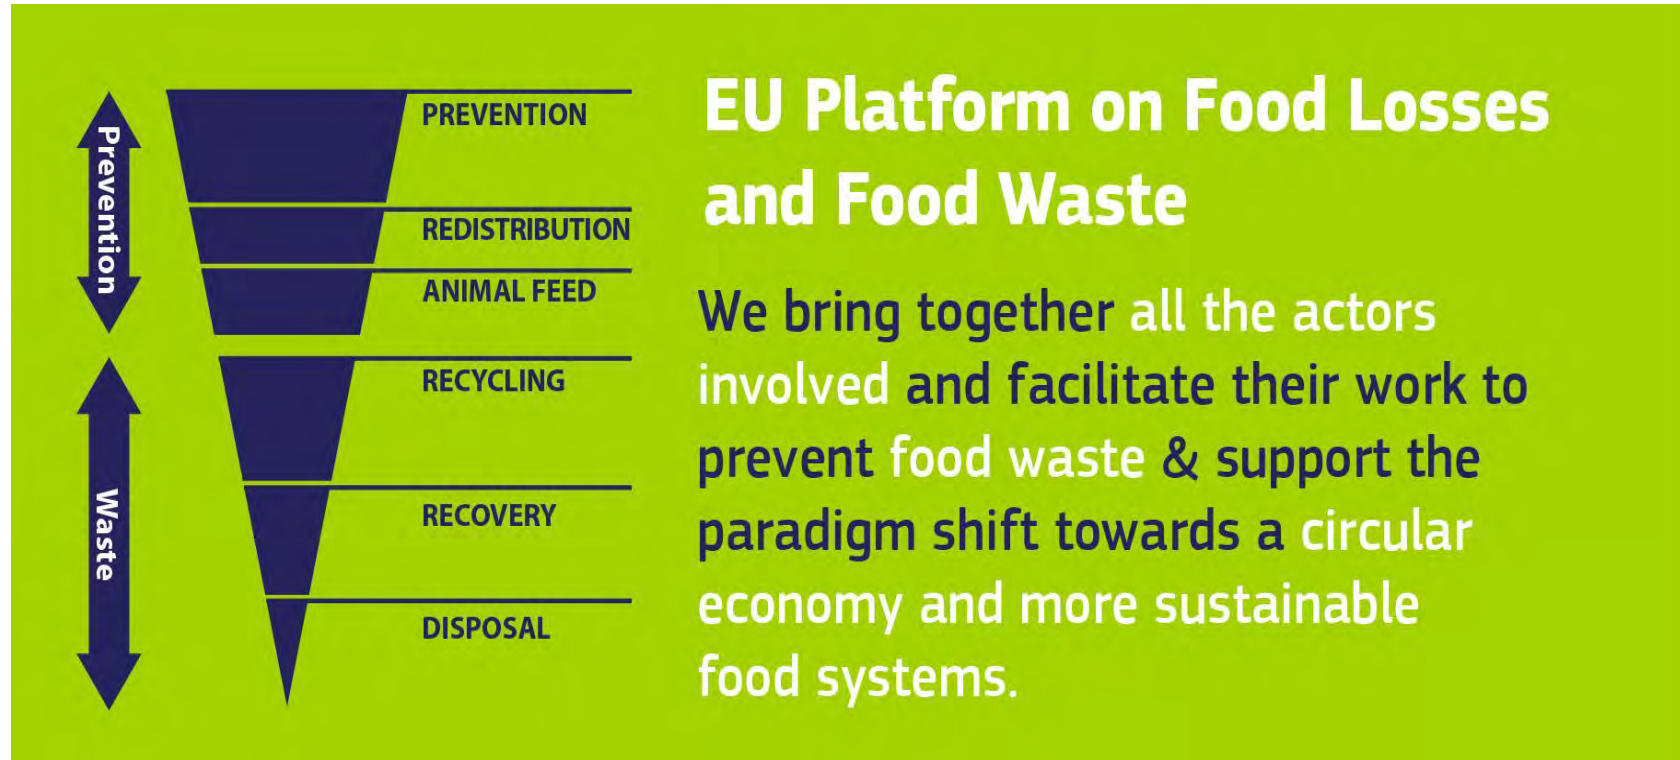 Prevention
Waste
PREVENTION
REDISTRIBUTION
ANIMAL FEED
RECYCLING
RECOVERY
DISPOSAL
EU Platform on Food Losses
and Food Waste
We bring together all the actors
involved and facilitate their work to
prevent food waste & support the
paradigm shift towards a circular
economy and more sustainable
food systems.